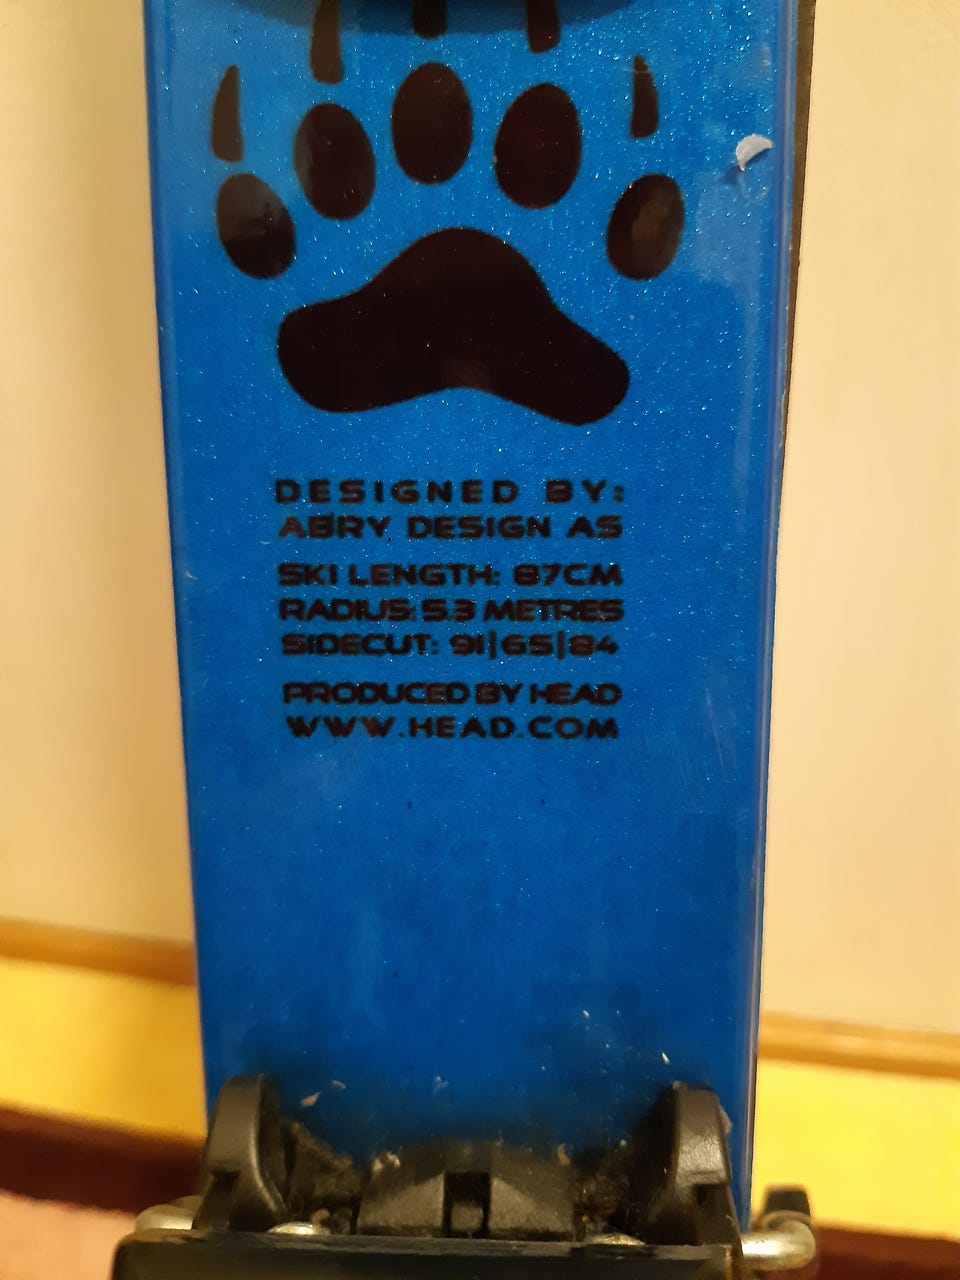 DESIGNED BY:
ABRY DESIGN AS
SKI LENGTH: 87CM
RADIUS: 5.3 METRES
SIDECUT: 91|65|84
PRODUCED BY HEAD
WWW.HEAD.COM